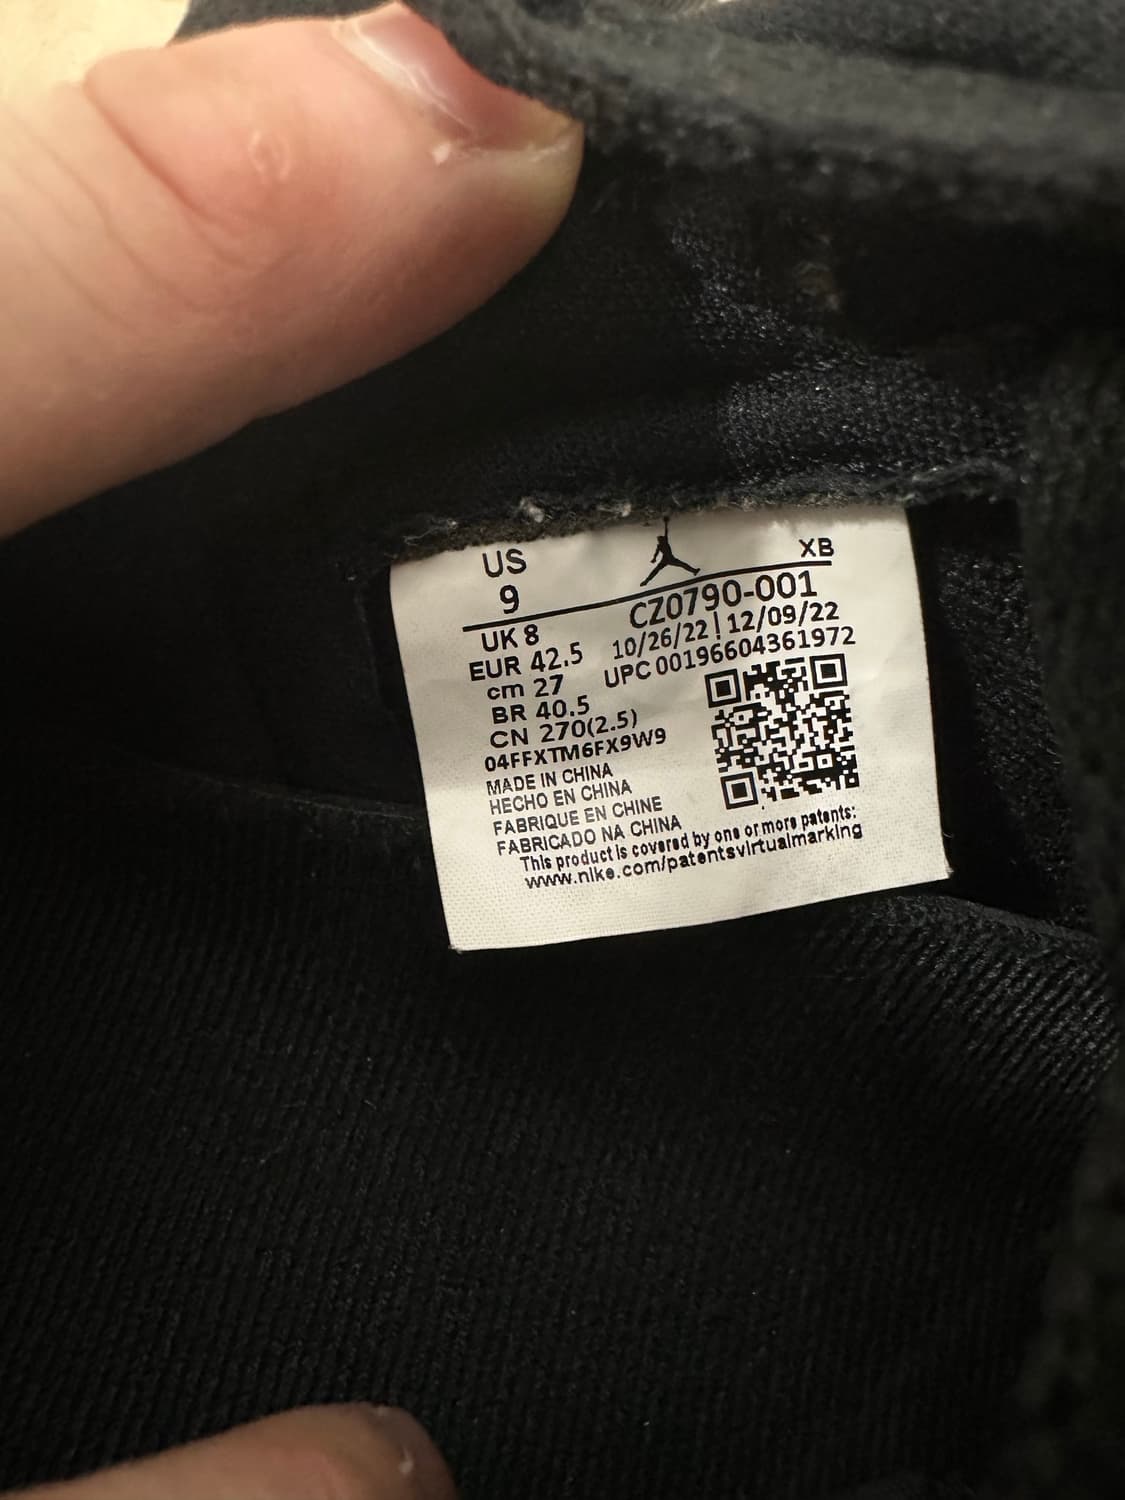 US
9
XB
CZ0790-001
UK 8
10/26/22 | 12/09/22
EUR 42.5
UPC 00196604361972
cm 27
BR 40.5
CN 270(2.5)
04FFXTM6FX9W9
MADE IN CHINA
HECHO EN CHINA
FABRIQUE EN CHINE
FABRICADO NA CHINA
This product is covered by one or more patents:
www.nike.com/patentsvirtualmarking